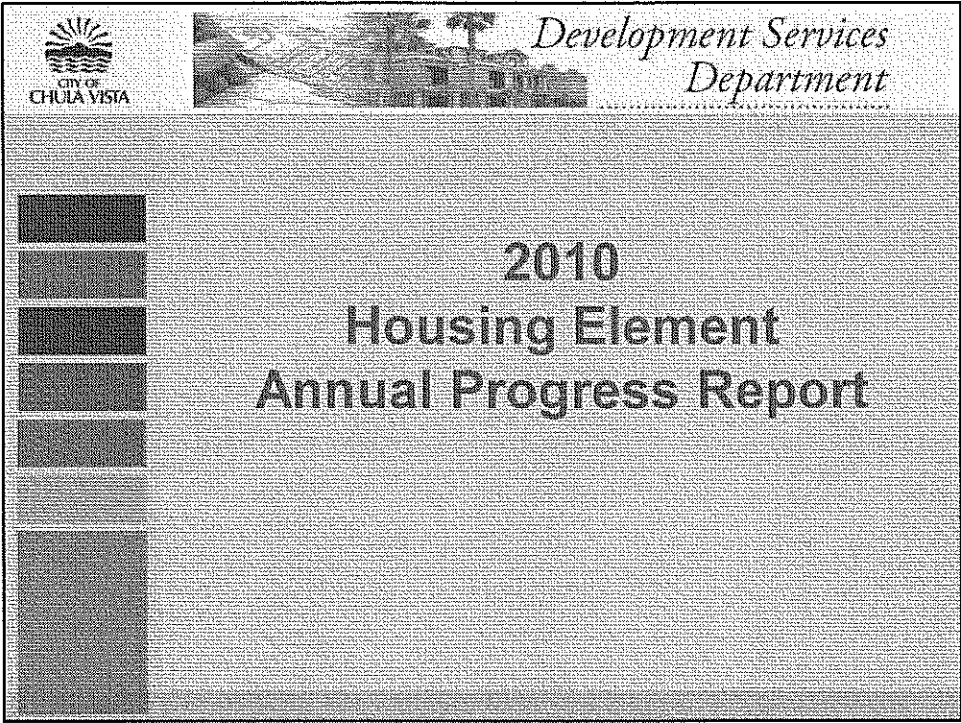 CITY OF
CHULA VISTA
Development Services
Department
2010
Housing Element
Annual Progress Report